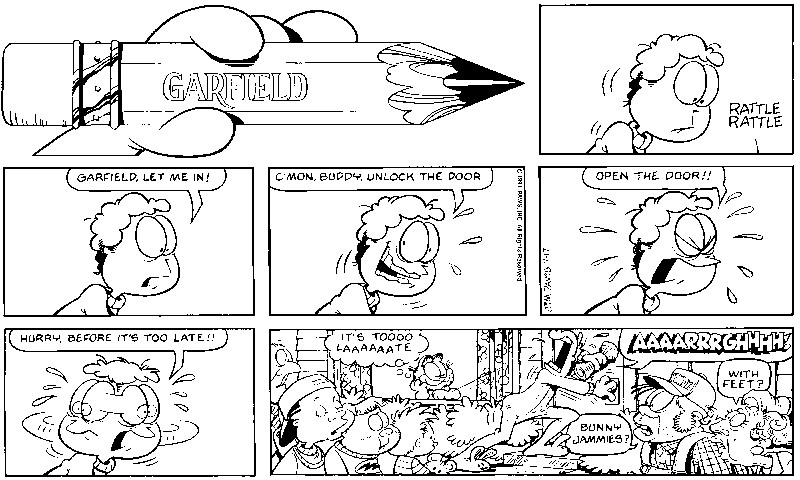 GARFIELD
RATTLE
RATTLE
GARFIELD, LET ME IN!
C'MON, BUDDY, UNLOCK THE DOOR
OPEN THE DOOR!!
HURRY, BEFORE IT'S TOO LATE!!
IT'S TOOOO
LAAAAAATE
AAAARRRGHHHH!
BUNNY
JAMMIES?
WITH
FEET?